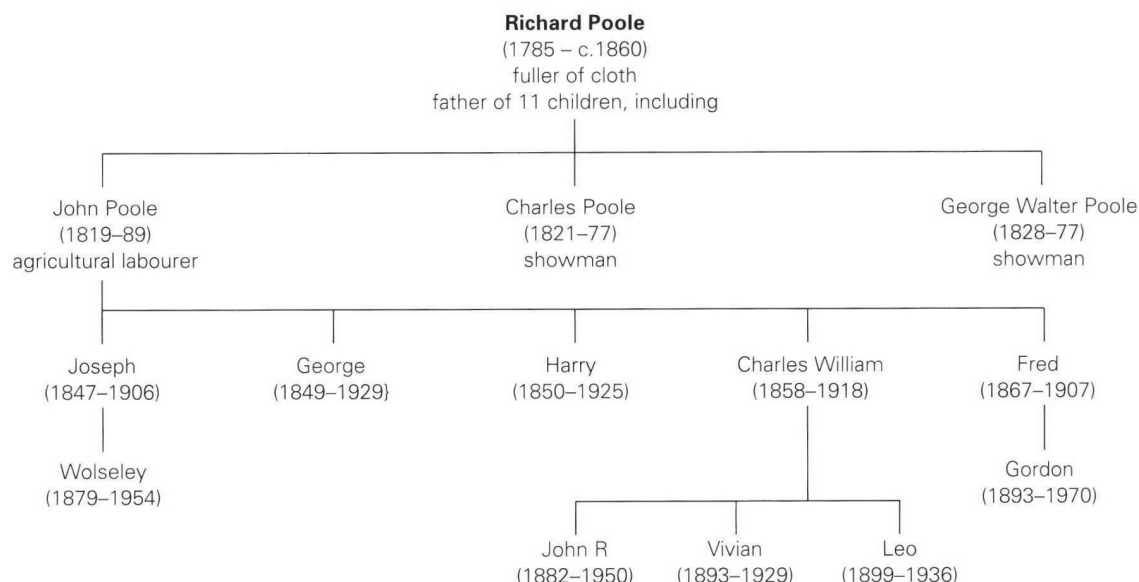 Richard Poole
(1785 – c.1860)
fuller of cloth
father of 11 children, including
John Poole
(1819–89)
agricultural labourer
Charles Poole
(1821–77)
showman
George Walter Poole
(1828–77)
showman
Joseph
(1847–1906)
George
(1849–1929}
Harry
(1850–1925)
Charles William
(1858–1918)
Fred
(1867–1907)
Wolseley
(1879–1954)
Gordon
(1893–1970)
John R
(1882–1950)
Vivian
(1893–1929)
Leo
(1899–1936)